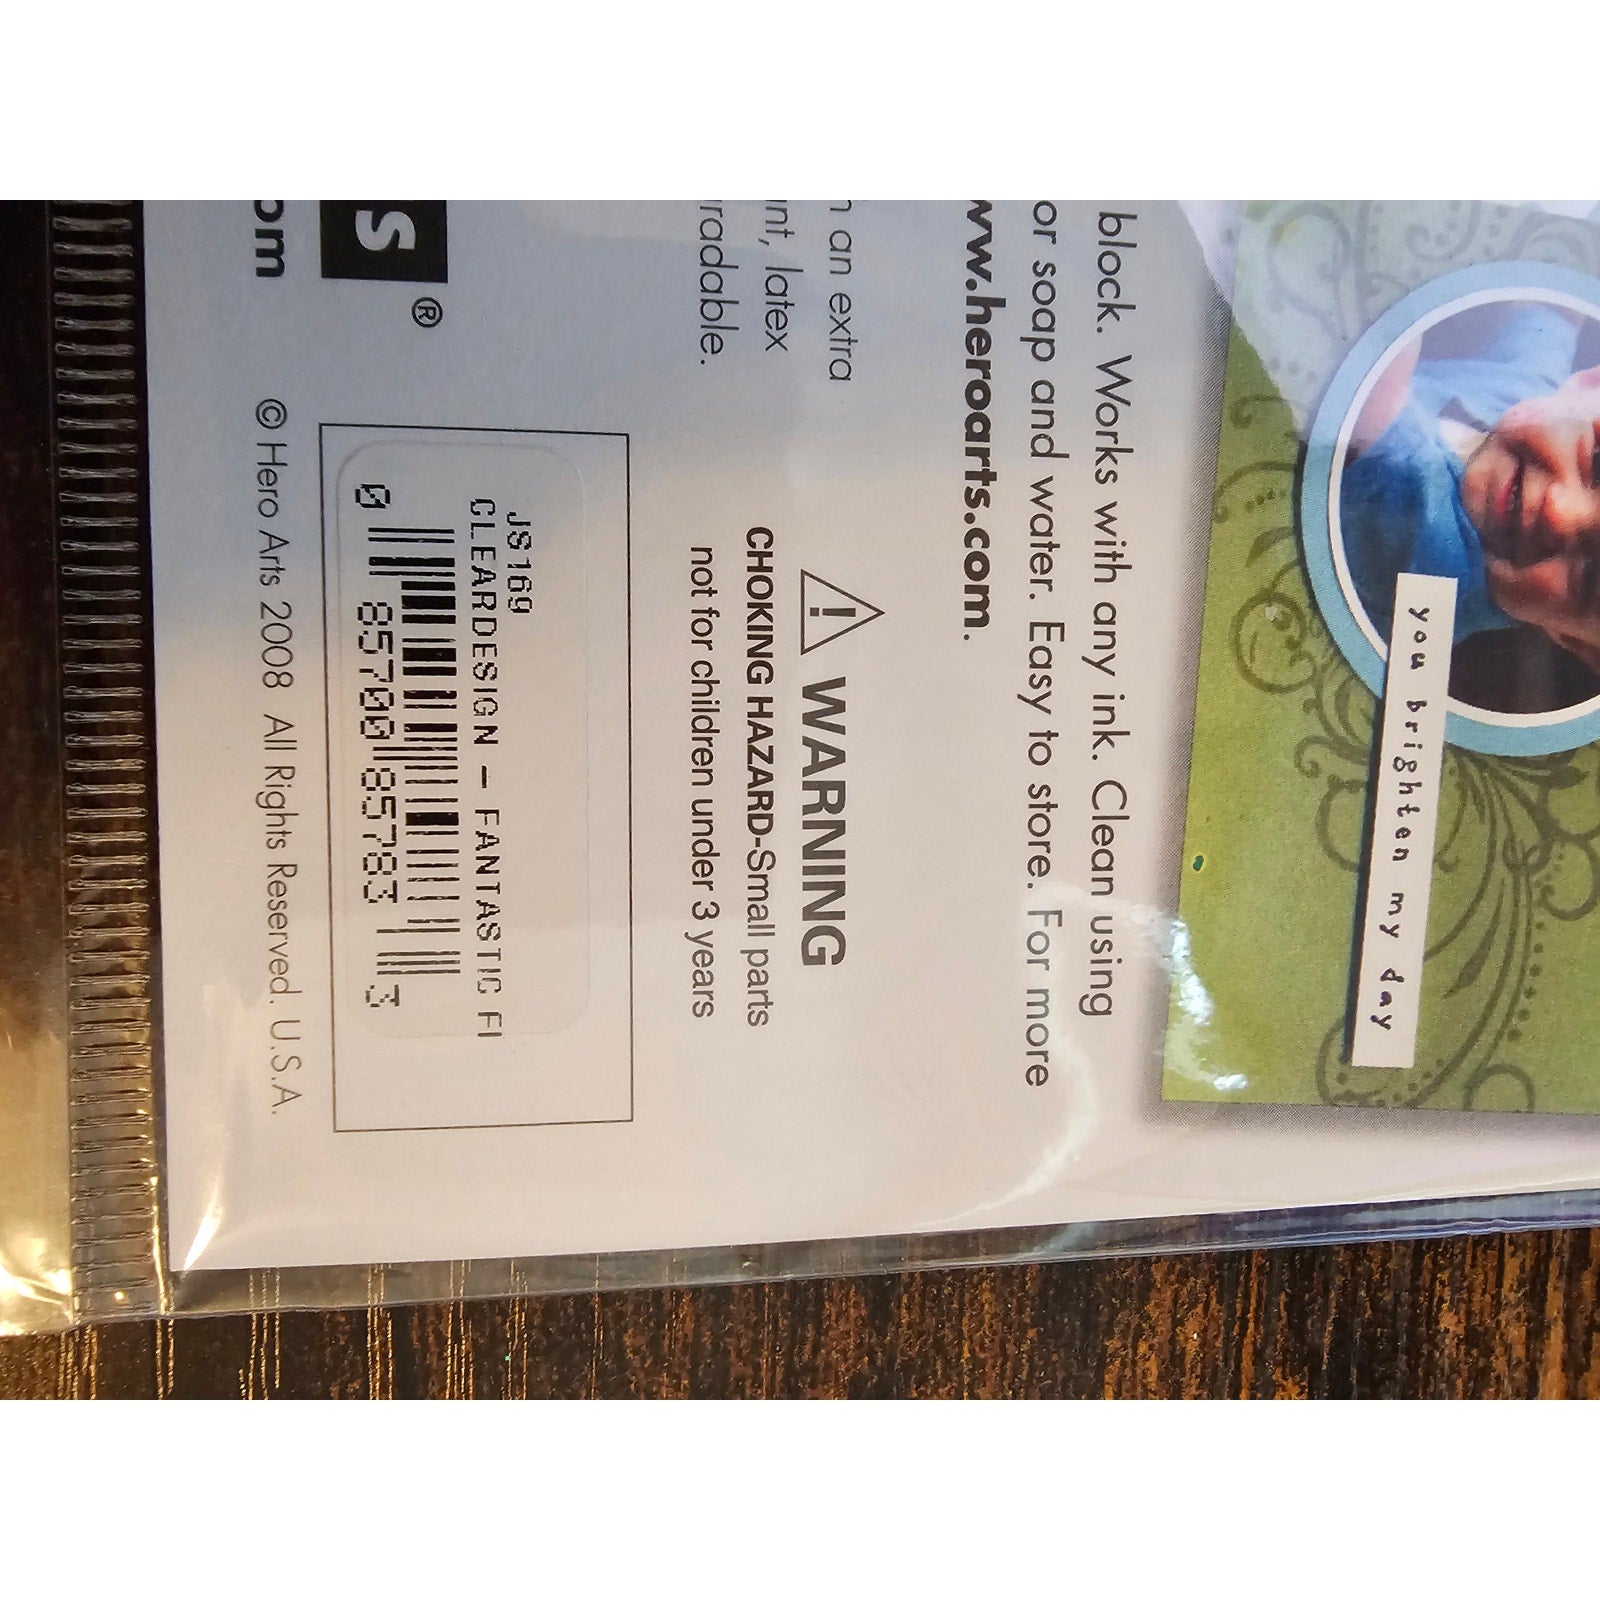 you brighten my day
block. Works with any ink. Clean using
or soap and water. Easy to store. For more
www.heroarts.com.
an extra
latex
WARNING
CHOKING HAZARD-Small parts
not for children under 3 years
JS169
CLEARDESIGN - FANTASTIC FI
0 85700 85783 3
S®
© Hero Arts 2008 All Rights Reserved. U.S.A.